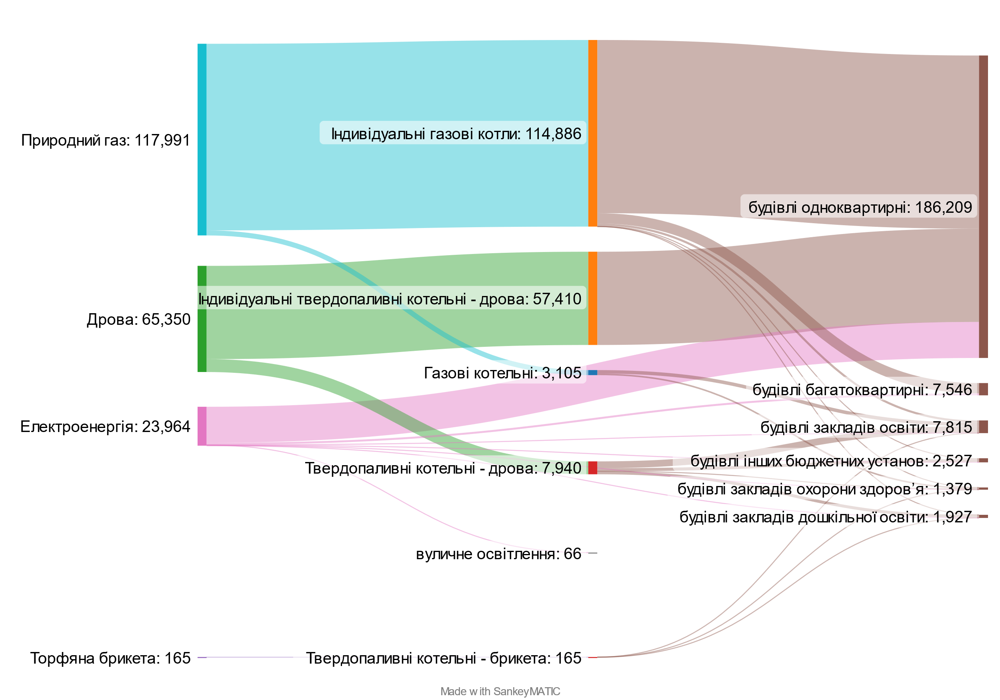 Природний газ: 117,991
Індивідуальні газові котли: 114,886
будівлі одноквартирні: 186,209
Індивідуальні твердопаливні котельні - дрова: 57,410
Дрова: 65,350
Газові котельні: 3,105
будівлі багатоквартирні: 7,546
Електроенергія: 23,964
будівлі закладів освіти: 7,815
будівлі інших бюджетних установ: 2,527
Твердопаливні котельні - дрова: 7,940
будівлі закладів охорони здоров’я: 1,379
будівлі закладів дошкільної освіти: 1,927
вуличне освітлення: 66
Торфяна брикета: 165
Твердопаливні котельні - брикета: 165
Made with SankeyMATIC